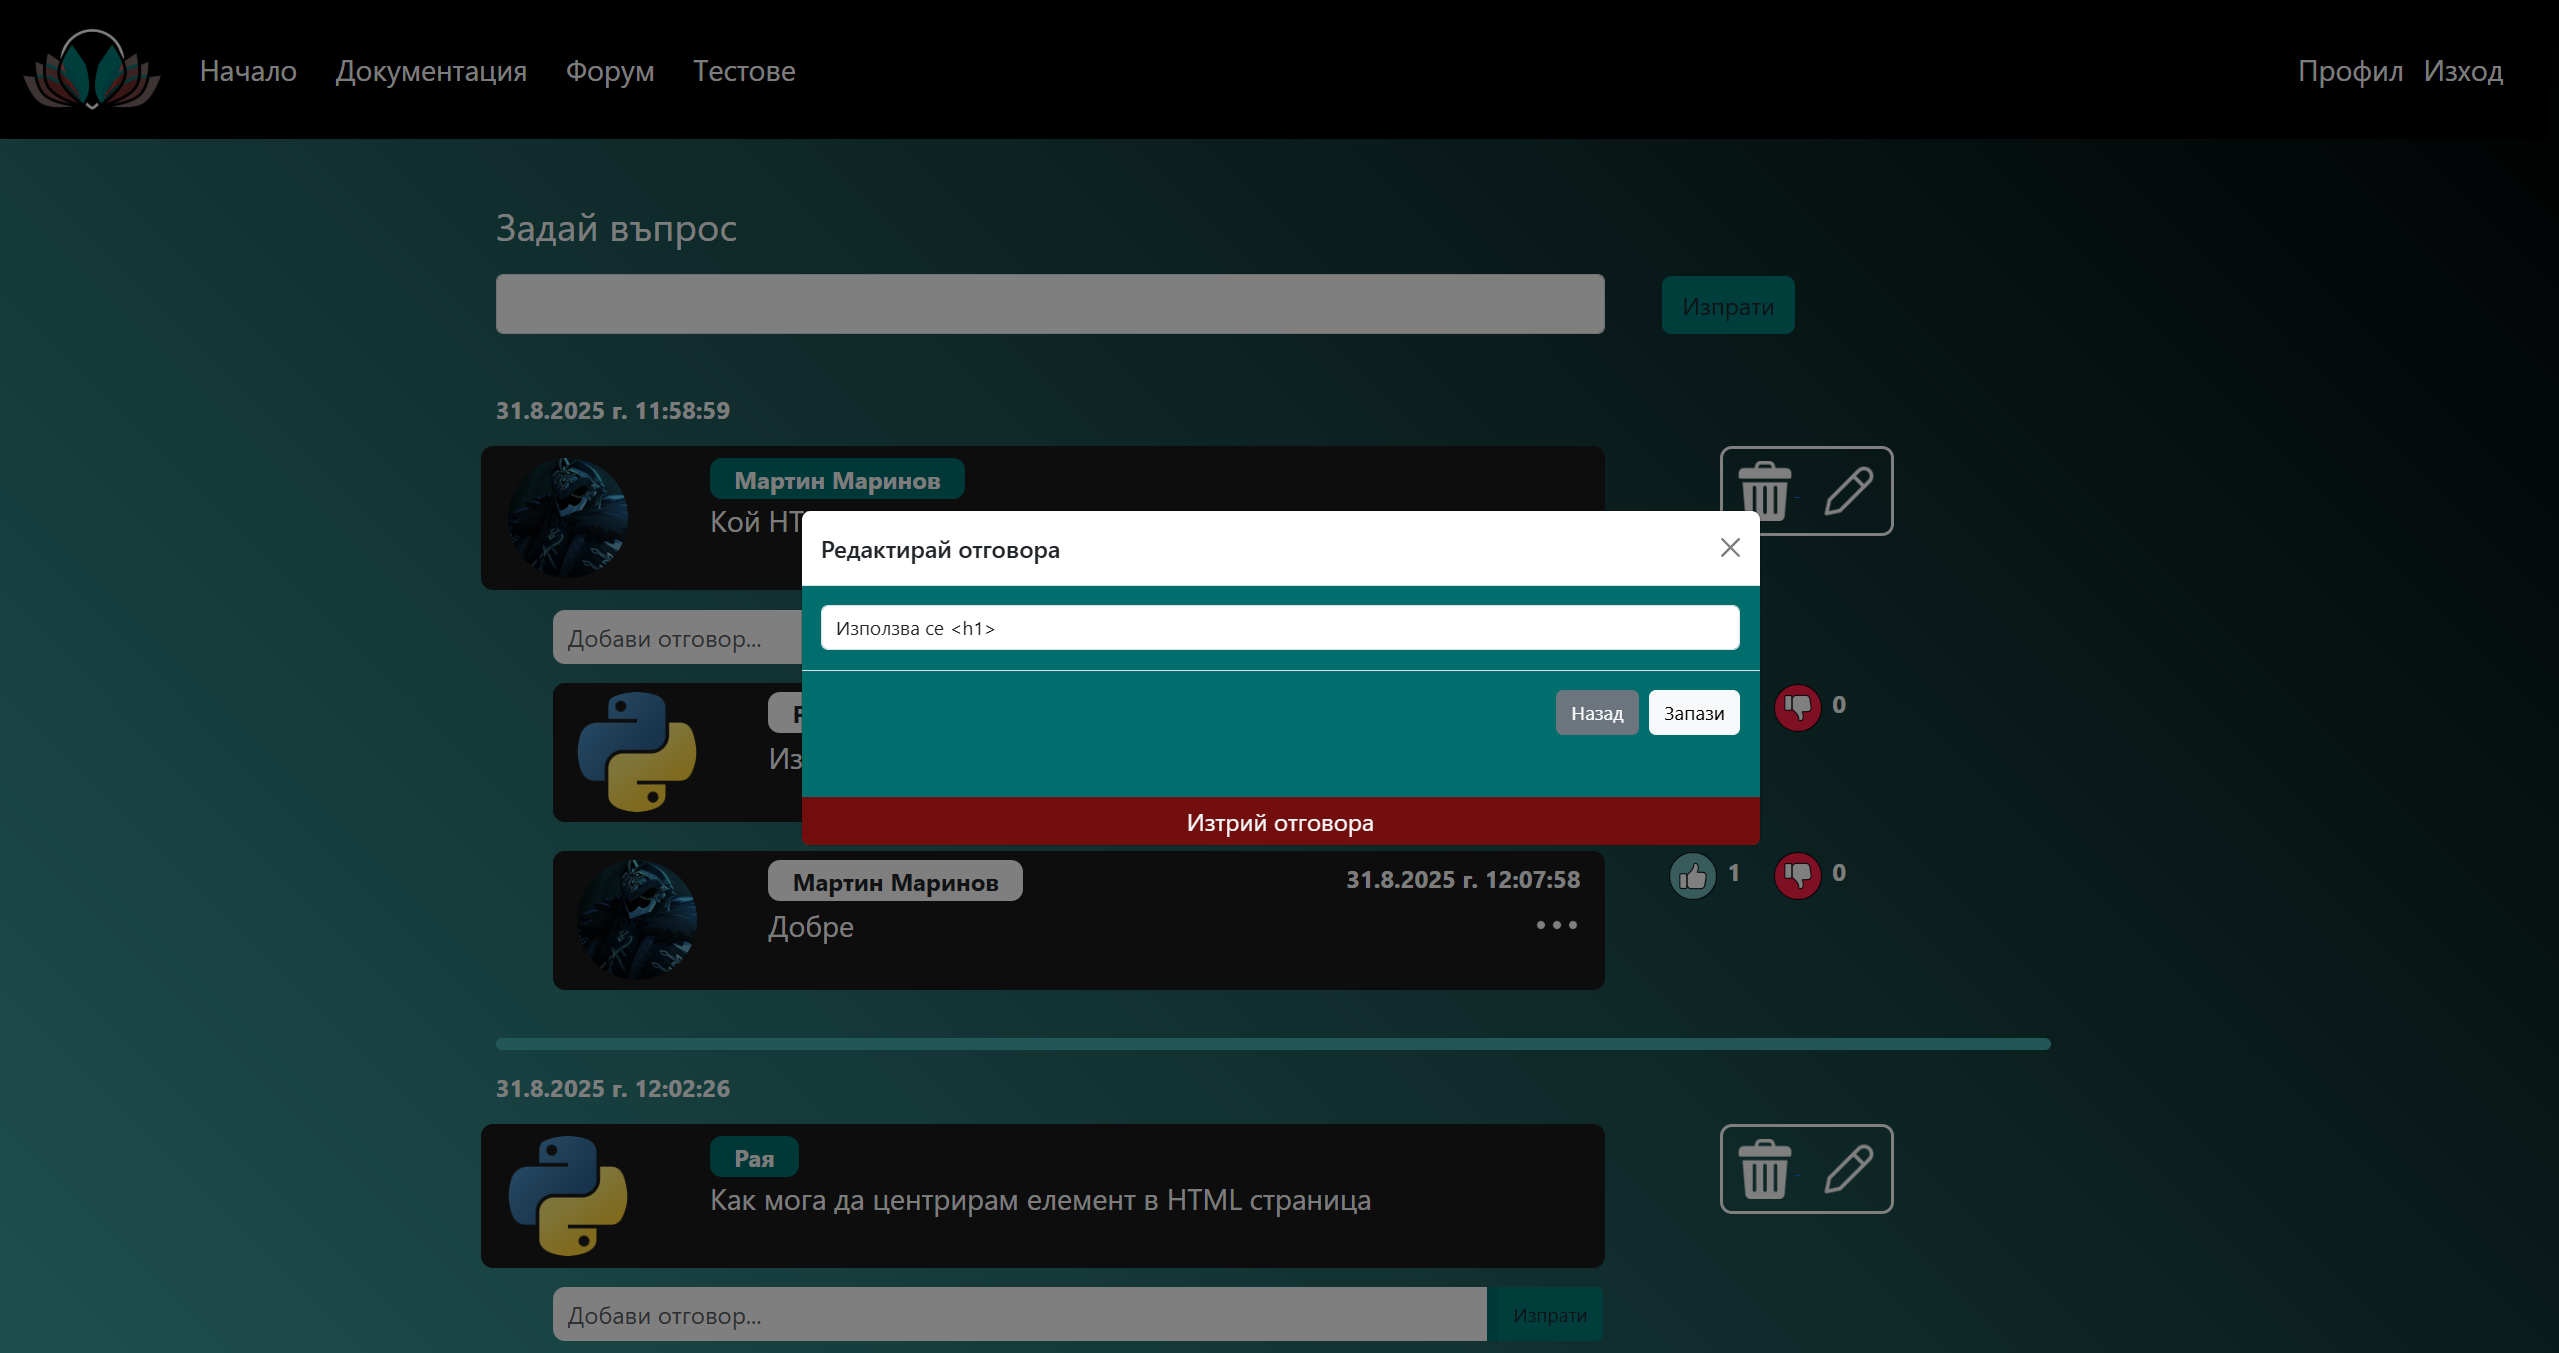 Начало Документация Форум Тестове Профил Изход
Задай въпрос
Изпрати
31.8.2025 г. 11:58:59
Мартин Маринов
Кой
Редактирай отговора
Използва се <h1>
Назад Запази
Изтрий отговора
Добави отговор...
0
Мартин Маринов 31.8.2025 г. 12:07:58 1 0
Добре
31.8.2025 г. 12:02:26
Рая
Как мога да центрирам елемент в HTML страница
Добави отговор... Изпрати